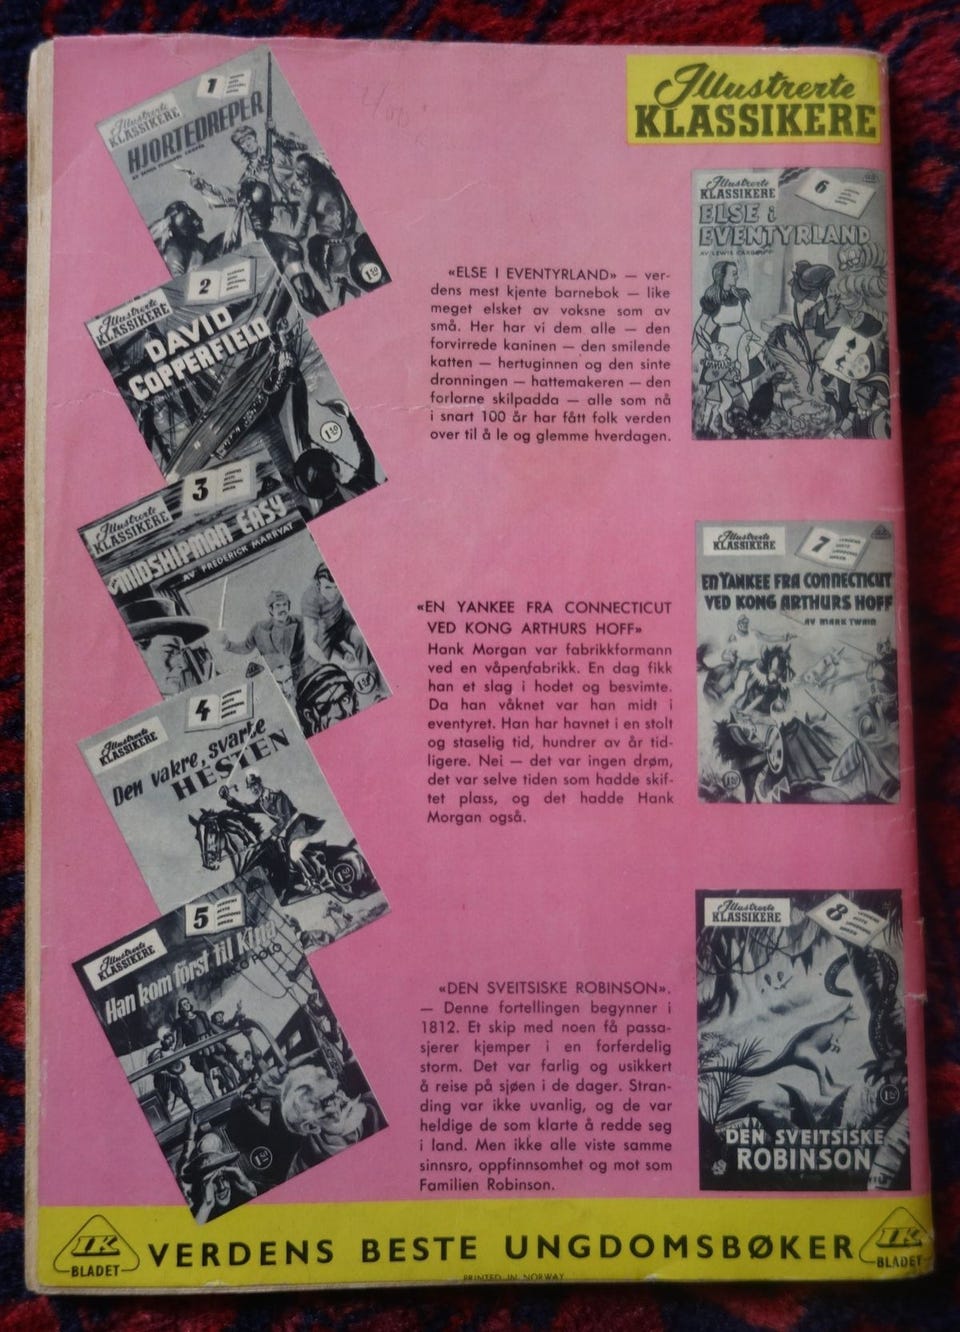 Illustrerte
KLASSIKERE
1
Illustrerte
KLASSIKERE
HJORTEDREPER
1.50
2
Illustrerte
KLASSIKERE
DAVID
COPPERFIELD
1.50
3
Illustrerte
KLASSIKERE
MIDSHIPMAN EASY
AV FREDERICK MARRYAT
4
Illustrerte
KLASSIKERE
Den vakre, svarte
HESTEN
1.50
5
Illustrerte
KLASSIKERE
Han kom først til Kina
MARCO POLO
1.50
Illustrerte
KLASSIKERE
6
ELSE i
EVENTYRLAND
AV LEWIS CARROLL
«ELSE I EVENTYRLAND» — ver-
dens mest kjente barnebok — like
meget elsket av voksne som av
små. Her har vi dem alle — den
forvirrede kaninen — den smilende
katten — hertuginnen og den sinte
dronningen — hattemakeren — den
forlorne skilpadda — alle som nå
i snart 100 år har fått folk verden
over til å le og glemme hverdagen.
Illustrerte
KLASSIKERE
7
EN YANKEE FRA CONNECTICUT
VED KONG ARTHURS HOFF
AV MARK TWAIN
1.50
«EN YANKEE FRA CONNECTICUT
VED KONG ARTHURS HOFF»
Hank Morgan var fabrikkformann
ved en våpenfabrikk. En dag fikk
han et slag i hodet og besvimte.
Da han våknet var han midt i
eventyret. Han har havnet i en stolt
og staselig tid, hundrer av år tid-
ligere. Nei — det var ingen drøm,
det var selve tiden som hadde skif-
tet plass, og det hadde Hank
Morgan også.
Illustrerte
KLASSIKERE
8
1.50
DEN SVEITSISKE
ROBINSON
«DEN SVEITSISKE ROBINSON».
— Denne fortellingen begynner i
1812. Et skip med noen få passa-
sjerer kjemper i en forferdelig
storm. Det var farlig og usikkert
å reise på sjøen i de dager. Stran-
ding var ikke uvanlig, og de var
heldige de som klarte å redde seg
i land. Men ikke alle viste samme
sinnsro, oppfinnsomhet og mot som
Familien Robinson.
IK
BLADET
VERDENS BESTE UNGDOMSBØKER
IK
BLADET
PRINTED IN NORWAY